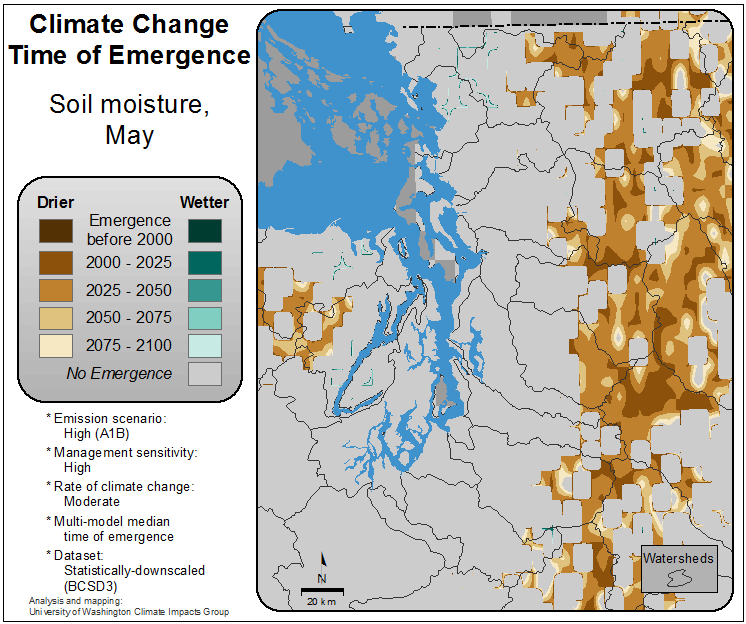 Climate Change
Time of Emergence
Soil moisture,
May
Drier Wetter
Emergence
before 2000
2000 - 2025
2025 - 2050
2050 - 2075
2075 - 2100
No Emergence
* Emission scenario:
High (A1B)
* Management sensitivity:
High
* Rate of climate change:
Moderate
* Multi-model median
time of emergence
* Dataset:
Statistically-downscaled
(BCSD3)
Analysis and mapping:
University of Washington Climate Impacts Group
N
20 km
Watersheds